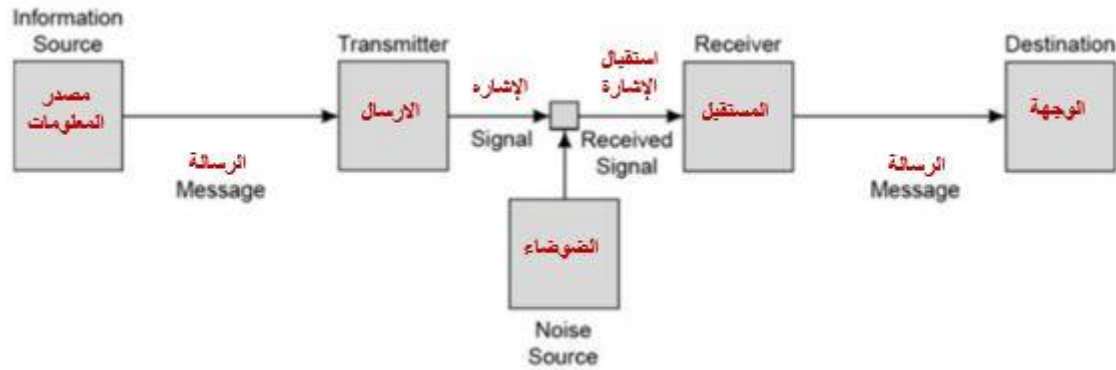 Information
Source
مصدر
المعلومات
الرسالة
Message
Transmitter
الارسال
الإشاره
Signal
استقبال
الإشارة
Received
Signal
Receiver
المستقبل
الرسالة
Message
Destination
الوجهة
الضوضاء
Noise
Source